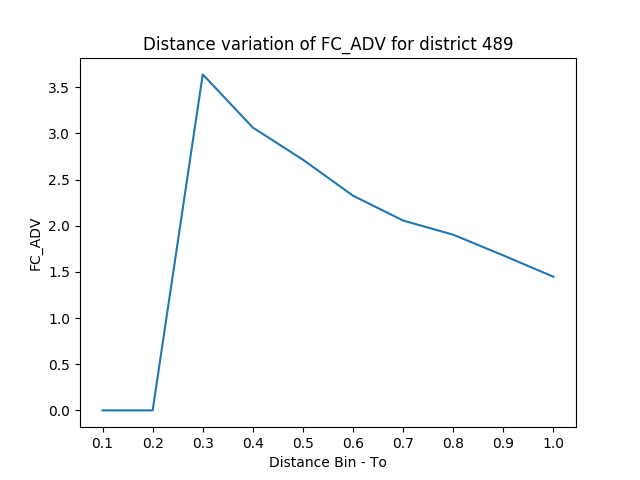 Distance variation of FC_ADV for district 489
3.5
3.0
2.5
2.0
1.5
1.0
0.5
0.0
FC_ADV
0.1 0.2 0.3 0.4 0.5 0.6 0.7 0.8 0.9 1.0
Distance Bin - To